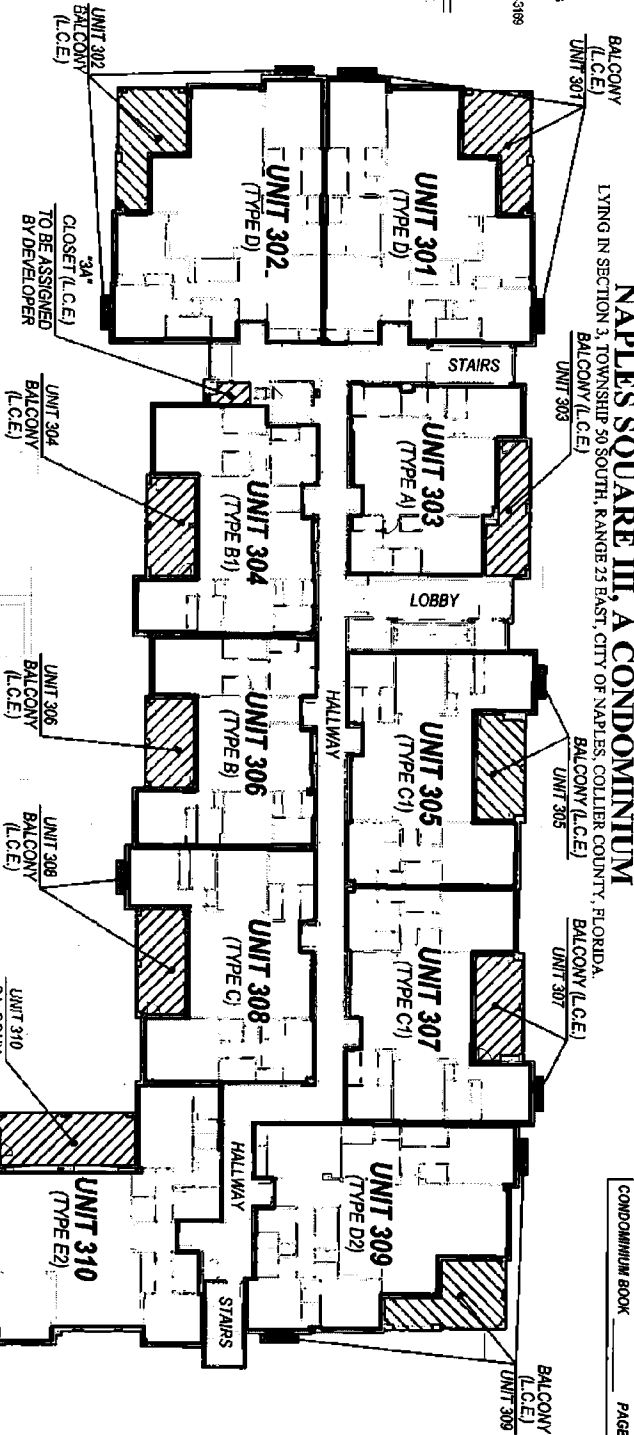 NAPLES SQUARE III, A CONDOMINIUM
LYING IN SECTION 3, TOWNSHIP 50 SOUTH, RANGE 25 EAST, CITY OF NAPLES, COLLIER COUNTY, FLORIDA.
CONDOMINIUM BOOK
PAGE
3169
BALCONY
(L.C.E.)
UNIT 301
BALCONY (L.C.E.)
UNIT 303
BALCONY (L.C.E.)
UNIT 305
BALCONY (L.C.E.)
UNIT 307
BALCONY
(L.C.E.)
UNIT 309
UNIT 301
(TYPE D)
STAIRS
UNIT 303
(TYPE A)
LOBBY
UNIT 305
(TYPE C1)
UNIT 307
(TYPE C1)
UNIT 309
(TYPE D2)
HALLWAY
HALLWAY
STAIRS
UNIT 302
(TYPE D)
UNIT 304
(TYPE B1)
UNIT 306
(TYPE B)
UNIT 308
(TYPE C)
UNIT 310
(TYPE E2)
UNIT 302
BALCONY
(L.C.E.)
"3A"
CLOSET (L.C.E.)
TO BE ASSIGNED
BY DEVELOPER
UNIT 304
BALCONY
(L.C.E.)
UNIT 306
BALCONY
(L.C.E.)
UNIT 308
BALCONY
(L.C.E.)
UNIT 310